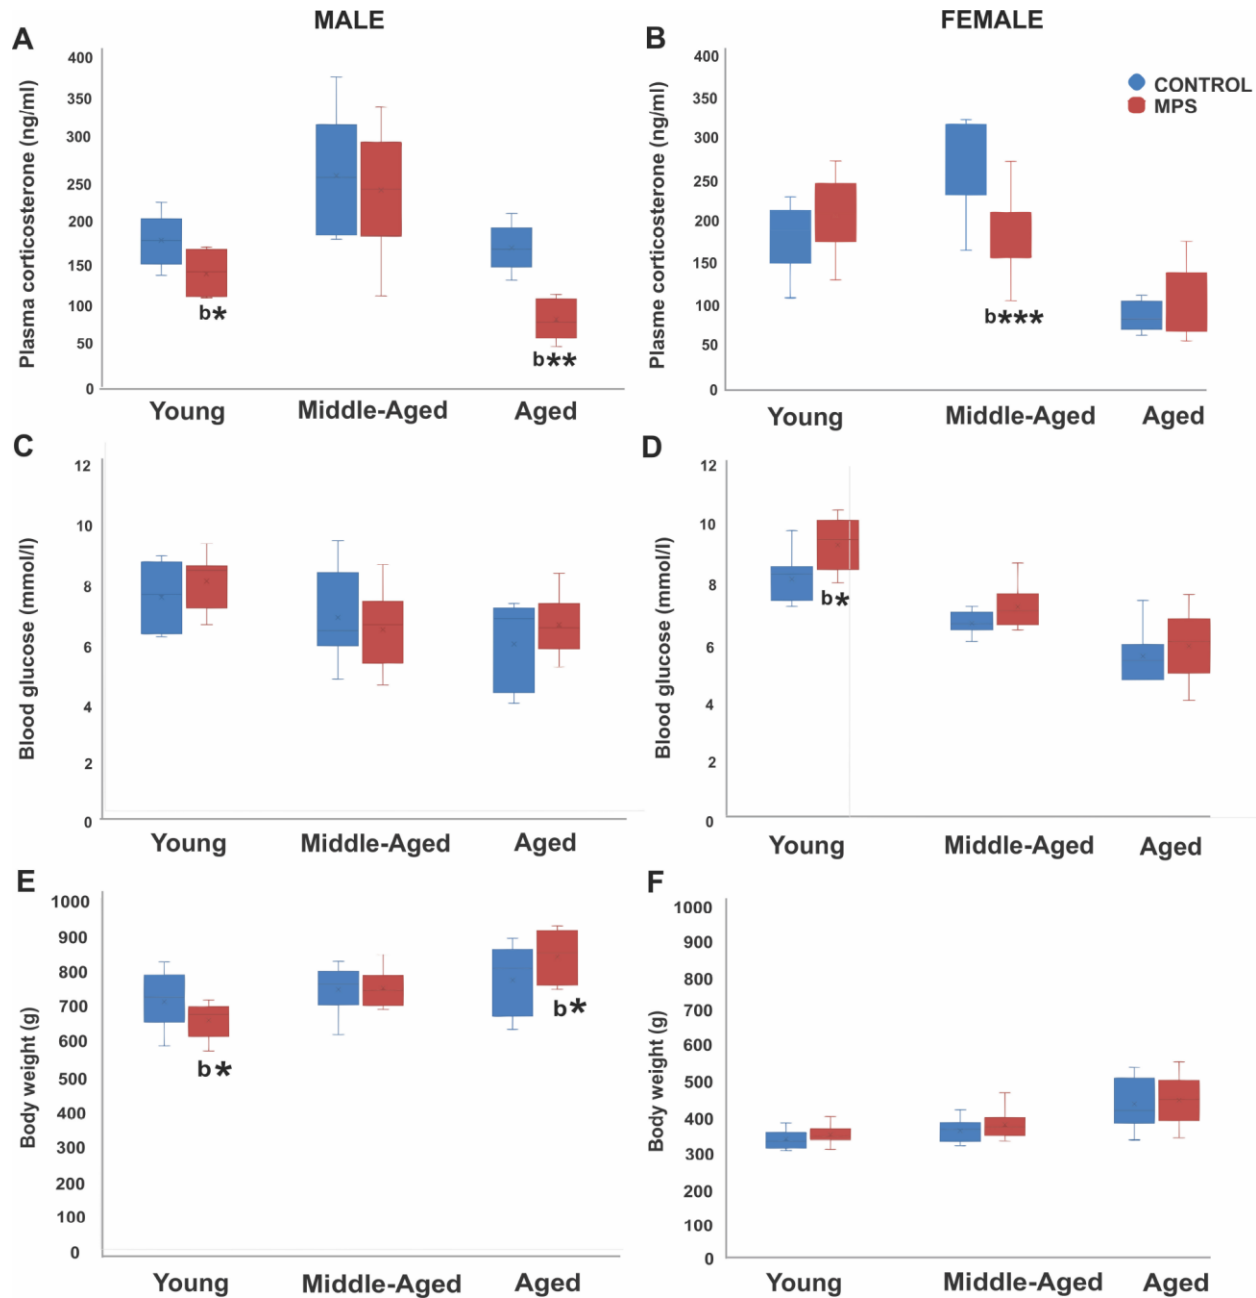 MALE
FEMALE
A
Plasma corticosterone (ng/ml)
400
350
300
250
200
150
100
50
0
b*
b**
Young
Middle-Aged
Aged
B
Plasme corticosterone (ng/ml)
400
350
300
250
200
150
100
50
0
CONTROL
MPS
b***
Young
Middle-Aged
Aged
C
Blood glucose (mmol/l)
12
10
8
6
4
2
0
Young
Middle-Aged
Aged
D
Blood glucose (mmol/l)
12
10
8
6
4
2
0
b*
Young
Middle-Aged
Aged
E
Body weight (g)
1000
900
800
700
600
500
400
300
200
100
0
b*
b*
Young
Middle-Aged
Aged
F
Body weight (g)
1000
900
800
700
600
500
400
300
200
100
0
Young
Middle-Aged
Aged